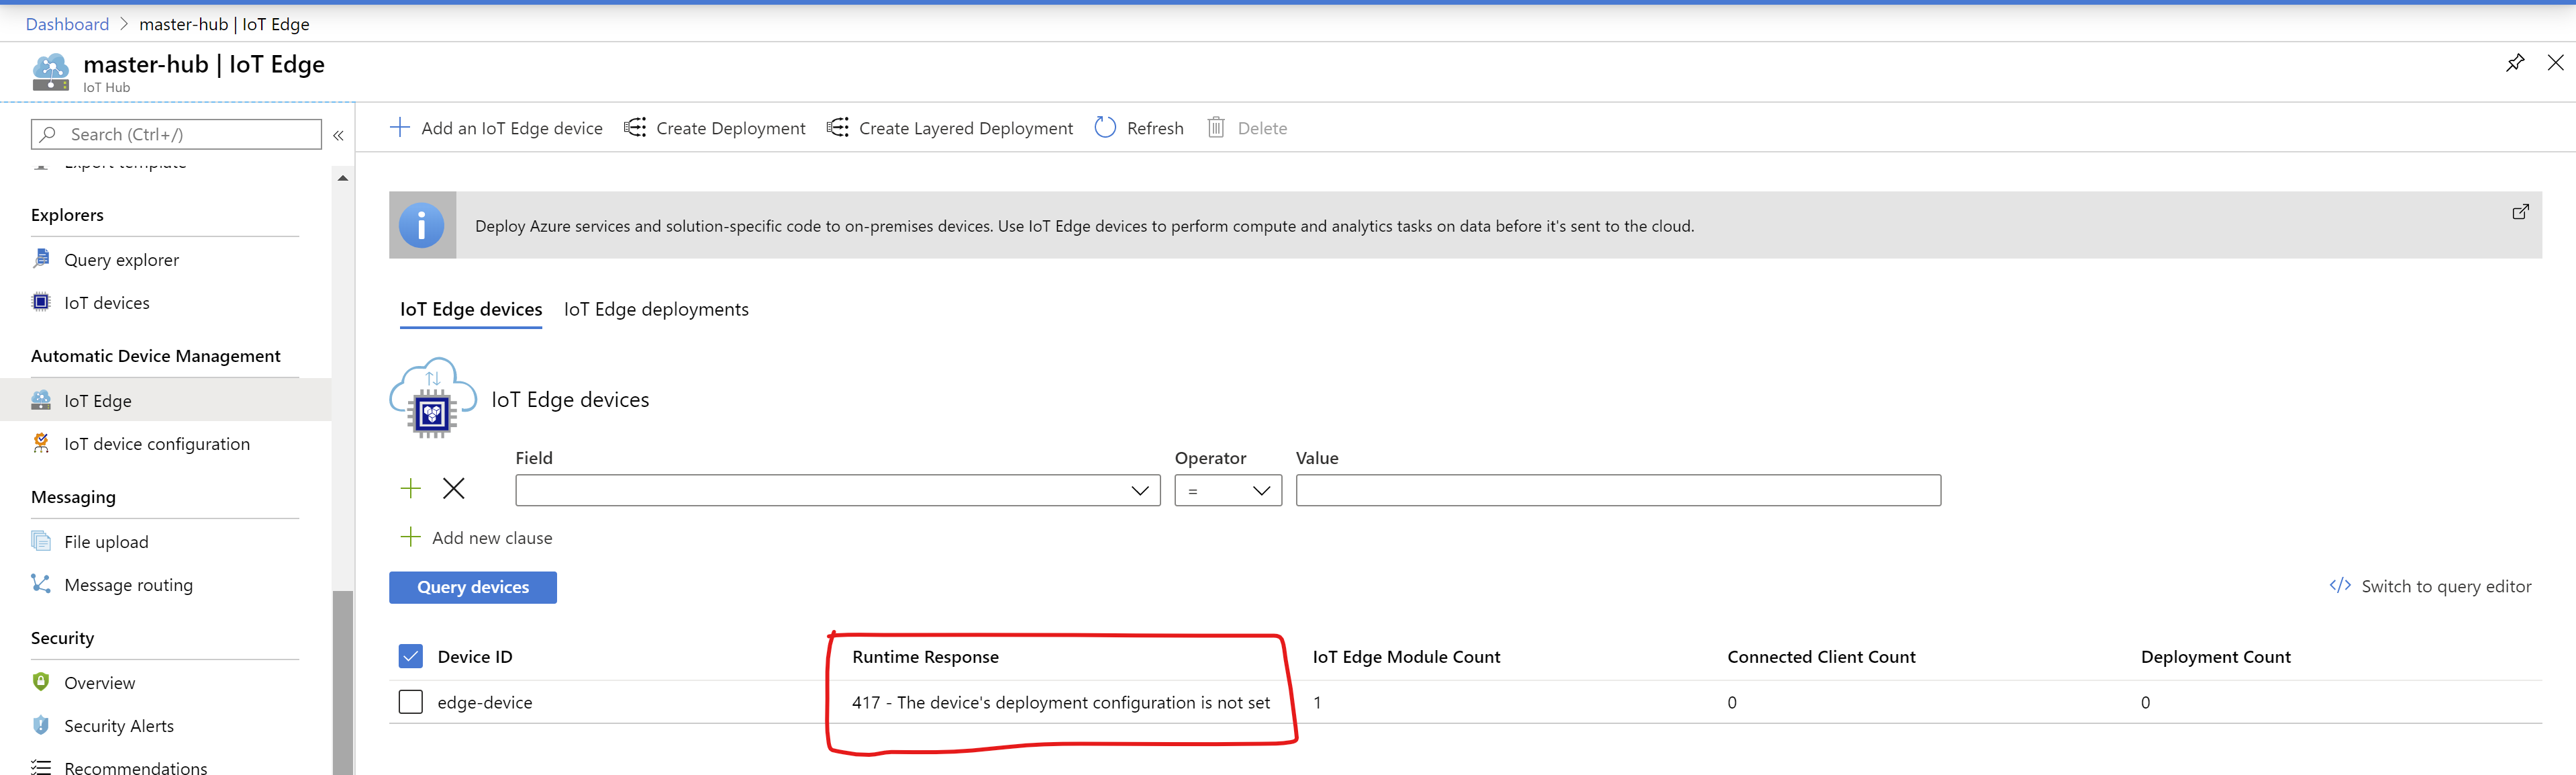 Dashboard > master-hub | IoT Edge
master-hub | IoT Edge
IoT Hub
Search (Ctrl+/)
«
Export template
Explorers
Query explorer
IoT devices
Automatic Device Management
IoT Edge
IoT device configuration
Messaging
File upload
Message routing
Security
Overview
Security Alerts
Recommendations
Add an IoT Edge device Create Deployment Create Layered Deployment Refresh Delete
Deploy Azure services and solution-specific code to on-premises devices. Use IoT Edge devices to perform compute and analytics tasks on data before it's sent to the cloud.
IoT Edge devices IoT Edge deployments
IoT Edge devices
Field Operator Value
=
Add new clause
Query devices
</> Switch to query editor
Device ID Runtime Response IoT Edge Module Count Connected Client Count Deployment Count
edge-device 417 - The device's deployment configuration is not set 1 0 0